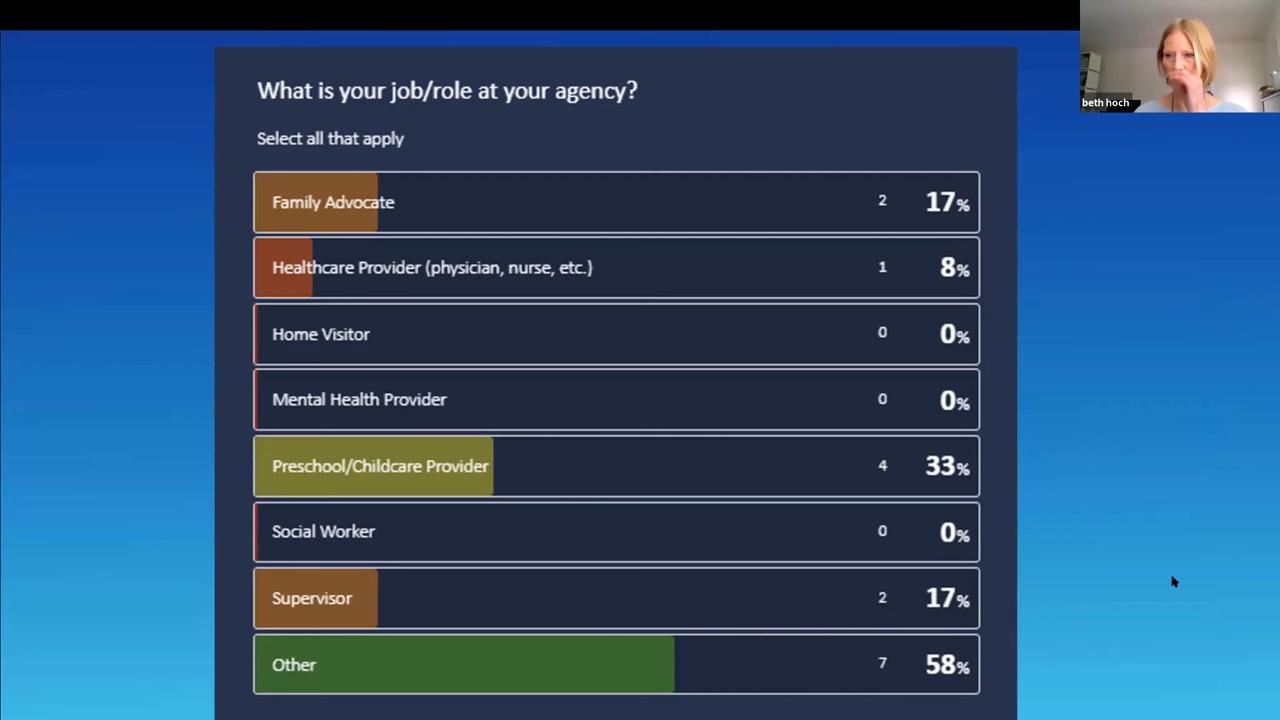 What is your job/role at your agency?
beth hoch
Select all that apply
Family Advocate 2 17%
Healthcare Provider (physician, nurse, etc.) 1 8%
Home Visitor 0 0%
Mental Health Provider 0 0%
Preschool/Childcare Provider 4 33%
Social Worker 0 0%
Supervisor 2 17%
Other 7 58%